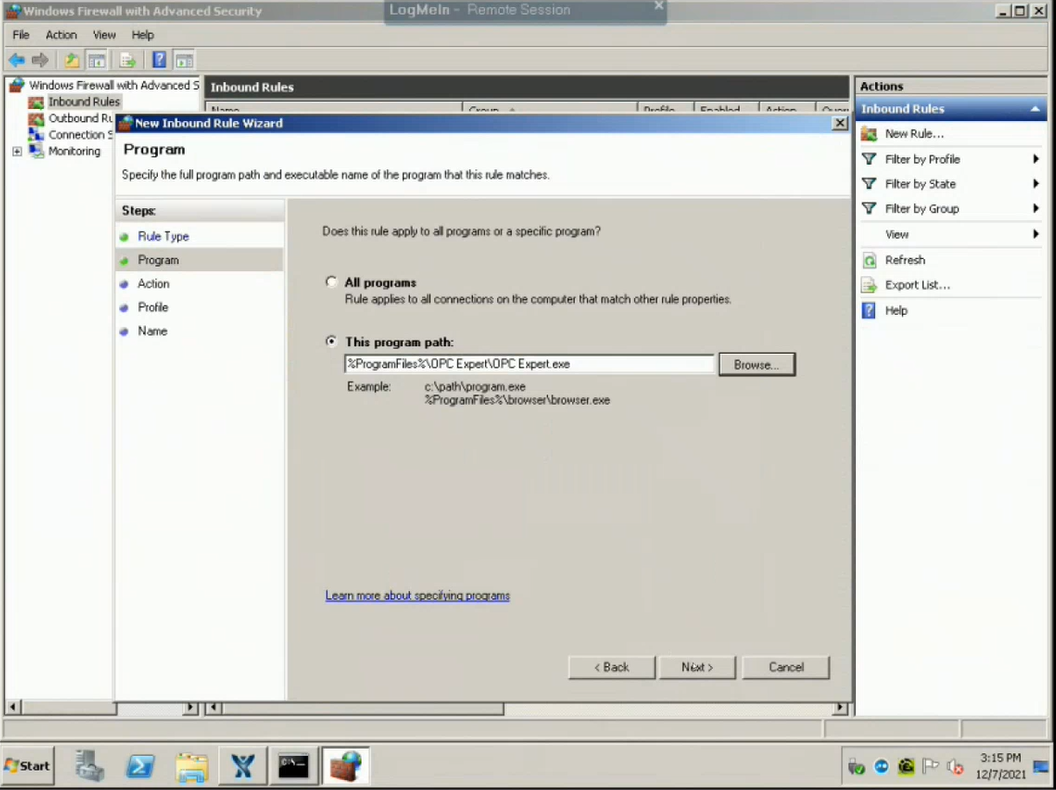 Windows Firewall with Advanced Security
LogMeIn - Remote Session
File Action View Help
Windows Firewall with Advanced S
Inbound Rules
Outbound Ru
Connection S
Monitoring
Inbound Rules
Name Group Profile Enabled Action Over
New Inbound Rule Wizard
Program
Specify the full program path and executable name of the program that this rule matches.
Steps:
Rule Type
Program
Action
Profile
Name
Does this rule apply to all programs or a specific program?
All programs
Rule applies to all connections on the computer that match other rule properties.
This program path:
%ProgramFiles%\OPC Expert\OPC Expert.exe
Browse...
Example: c:\path\program.exe
%ProgramFiles%\browser\browser.exe
Learn more about specifying programs
< Back Next > Cancel
Actions
Inbound Rules
New Rule...
Filter by Profile
Filter by State
Filter by Group
View
Refresh
Export List...
Help
Start
3:15 PM
12/7/2021